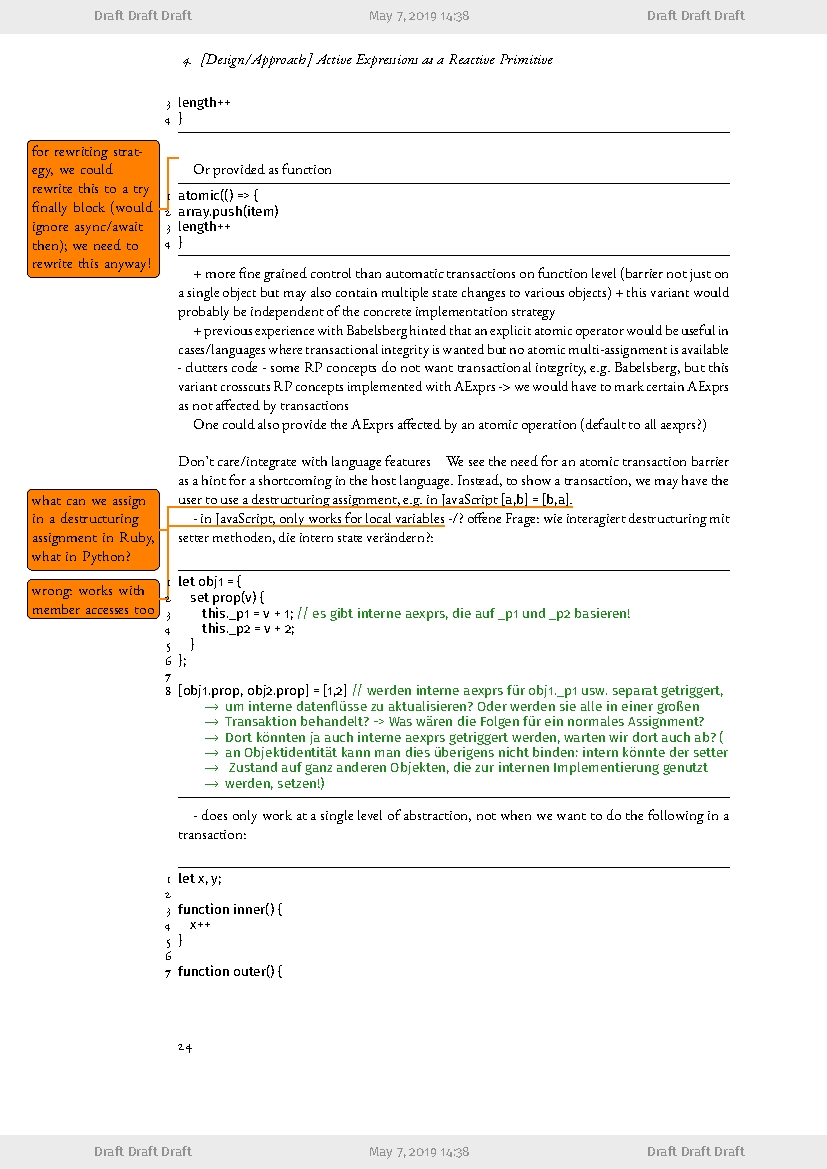 Draft Draft Draft May 7, 2019 14:38 Draft Draft Draft
4. [Design/Approach] Active Expressions as a Reactive Primitive
3 length++
4 }
for rewriting strat-
egy, we could
rewrite this to a try
finally block (would
ignore async/await
then); we need to
rewrite this anyway!
Or provided as function
1 atomic(() => {
2 array.push(item)
3 length++
4 }
+ more fine grained control than automatic transactions on function level (barrier not just on
a single object but may also contain multiple state changes to various objects) + this variant would
probably be independent of the concrete implementation strategy
+ previous experience with Babelsberg hinted that an explicit atomic operator would be useful in
cases/languages where transactional integrity is wanted but no atomic multi-assignment is available
- clutters code - some RP concepts do not want transactional integrity, e.g. Babelsberg, but this
variant crosscuts RP concepts implemented with AExprs -> we would have to mark certain AExprs
as not affected by transactions
One could also provide the AExprs affected by an atomic operation (default to all aexprs?)
Don't care/integrate with language features We see the need for an atomic transaction barrier
as a hint for a shortcoming in the host language. Instead, to show a transaction, we may have the
user to use a destructuring assignment, e.g. in JavaScript [a,b] = [b,a].
- in JavaScript, only works for local variables -/? offene Frage: wie interagiert destructuring mit
setter methoden, die intern state verändern?:
what can we assign
in a destructuring
assignment in Ruby,
what in Python?
wrong: works with
member accesses too
1 let obj1 = {
2 set prop(v) {
3 this._p1 = v + 1; // es gibt interne aexprs, die auf _p1 und _p2 basieren!
4 this._p2 = v + 2;
5 }
6 };
7
8 [obj1.prop, obj2.prop] = [1,2] // werden interne aexprs für obj1._p1 usw. separat getriggert,
→ um interne datenflüsse zu aktualisieren? Oder werden sie alle in einer großen
→ Transaktion behandelt? -> Was wären die Folgen für ein normales Assignment?
→ Dort könnten ja auch interne aexprs getriggert werden, warten wir dort auch ab? (
→ an Objektidentität kann man dies überigens nicht binden: intern könnte der setter
→ Zustand auf ganz anderen Objekten, die zur internen Implementierung genutzt
→ werden, setzen!)
- does only work at a single level of abstraction, not when we want to do the following in a
transaction:
1 let x, y;
2
3 function inner() {
4 x++
5 }
6
7 function outer() {
24
Draft Draft Draft May 7, 2019 14:38 Draft Draft Draft